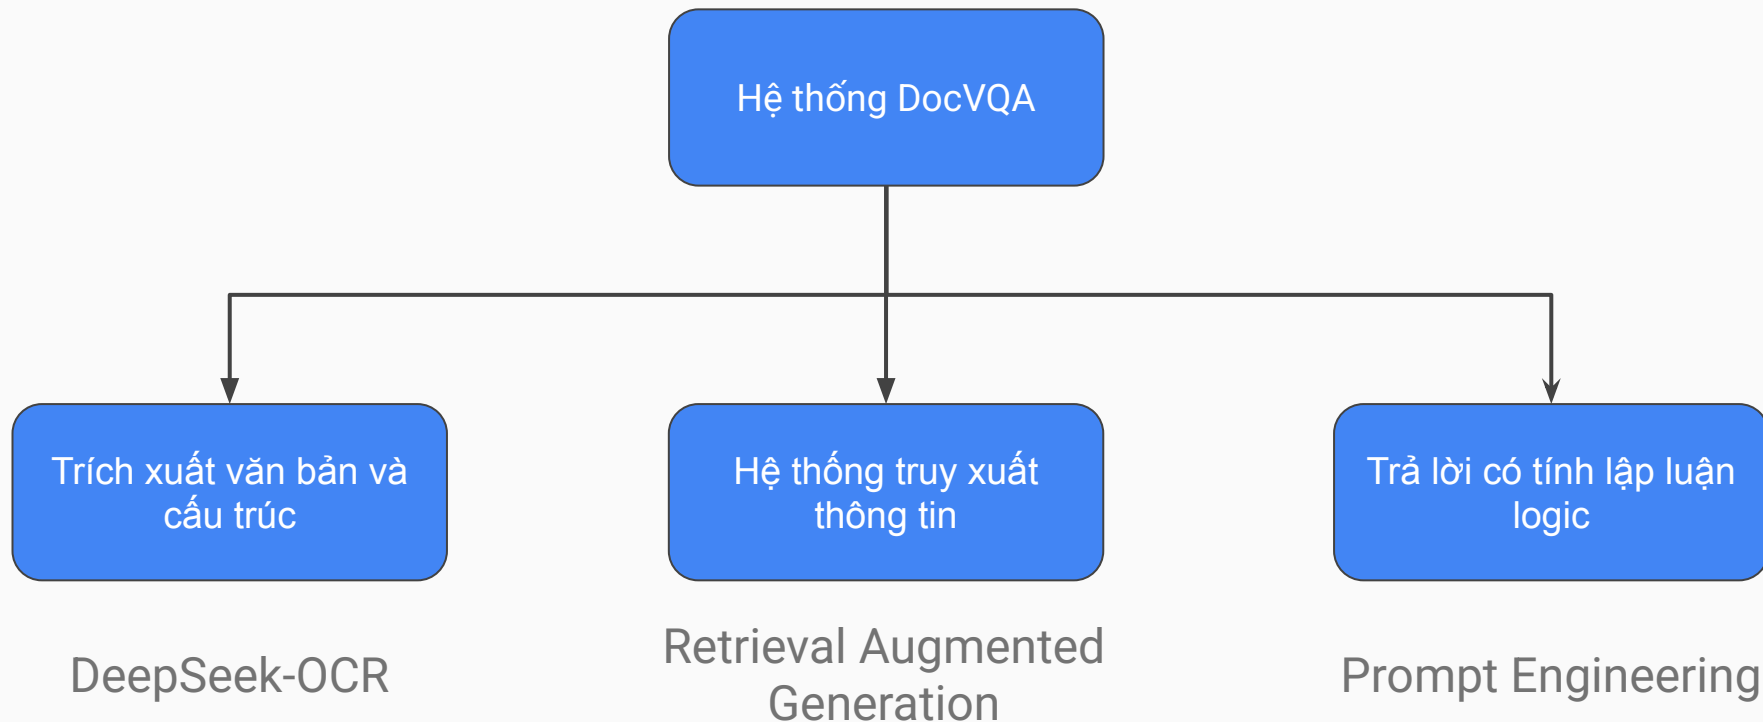 Hệ thống DocVQA
Trích xuất văn bản và
cấu trúc
Hệ thống truy xuất
thông tin
Trả lời có tính lập luận
logic
DeepSeek-OCR
Retrieval Augmented
Generation
Prompt Engineering